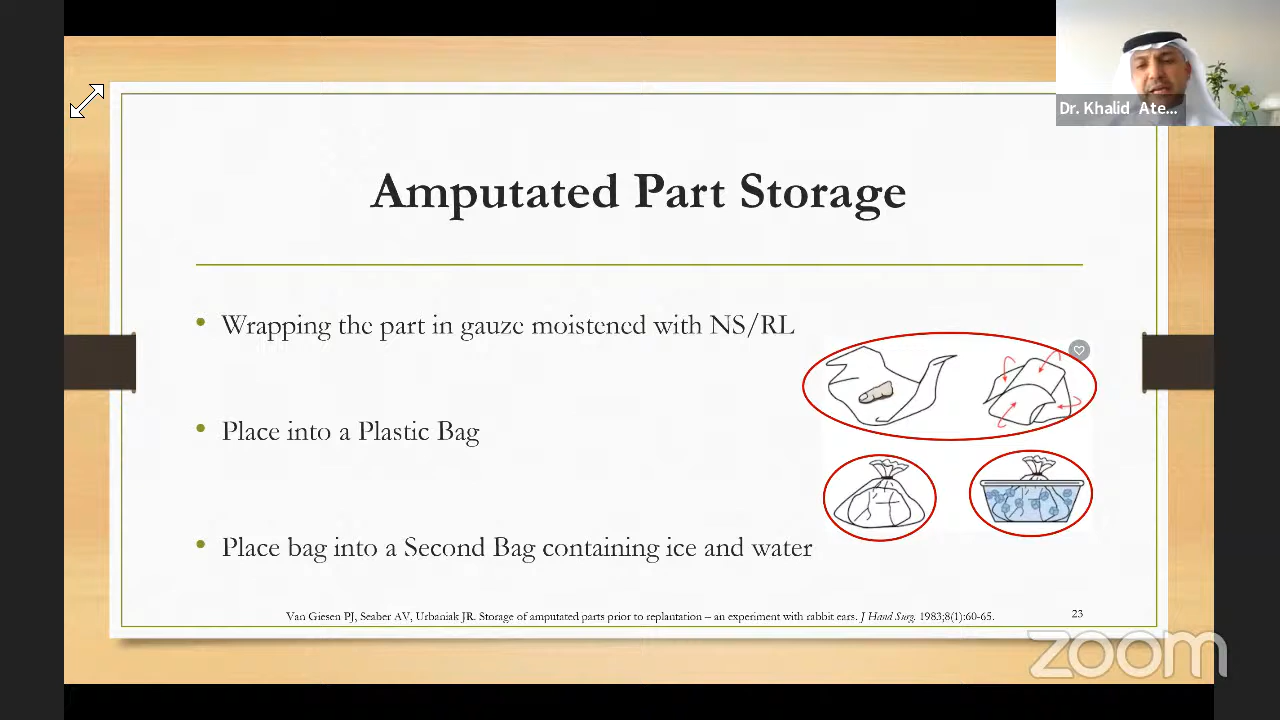 Dr. Khalid Ate...
Amputated Part Storage
• Wrapping the part in gauze moistened with NS/RL
• Place into a Plastic Bag
• Place bag into a Second Bag containing ice and water
Van Giesen PJ, Seaber AV, Urbaniak JR. Storage of amputated parts prior to replantation – an experiment with rabbit ears. J Hand Surg. 1983;8(1):60-65.
23
zoom